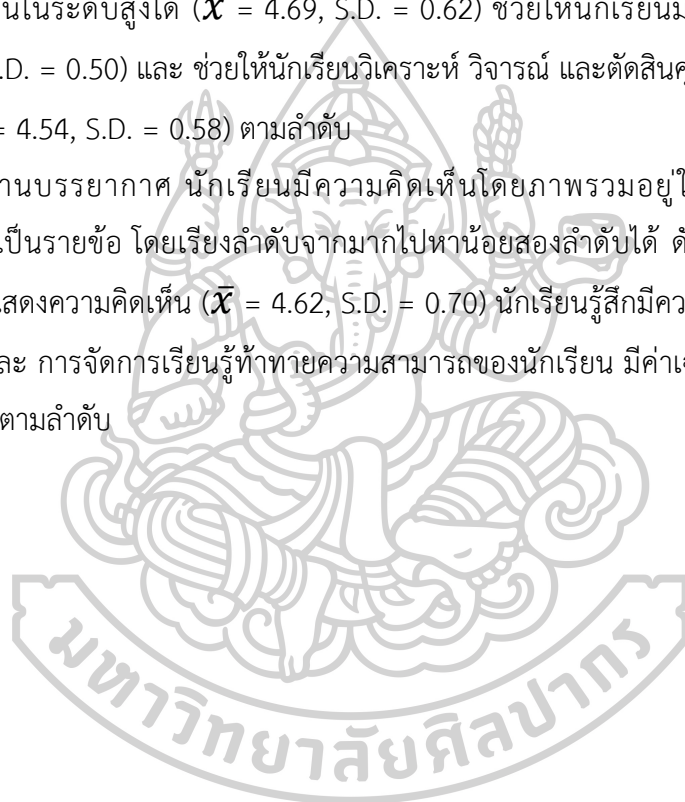 นในระดับสูงได้ (x̄ = 4.69, S.D. = 0.62) ช่วยให้นักเรียนม
.D. = 0.50) และ ช่วยให้นักเรียนวิเคราะห์ วิจารณ์ และตัดสินคุ
= 4.54, S.D. = 0.58) ตามลำดับ
านบรรยากาศ นักเรียนมีความคิดเห็นโดยภาพรวมอยู่ใ
เป็นรายข้อ โดยเรียงลำดับจากมากไปหาน้อยสองลำดับได้ ดั
แสดงความคิดเห็น (x̄ = 4.62, S.D. = 0.70) นักเรียนรู้สึกมีคว
ละ การจัดการเรียนรู้ท้าทายความสามารถของนักเรียน มีค่าเ
ตามลำดับ
มหาวิทยาลัยศิลปากร